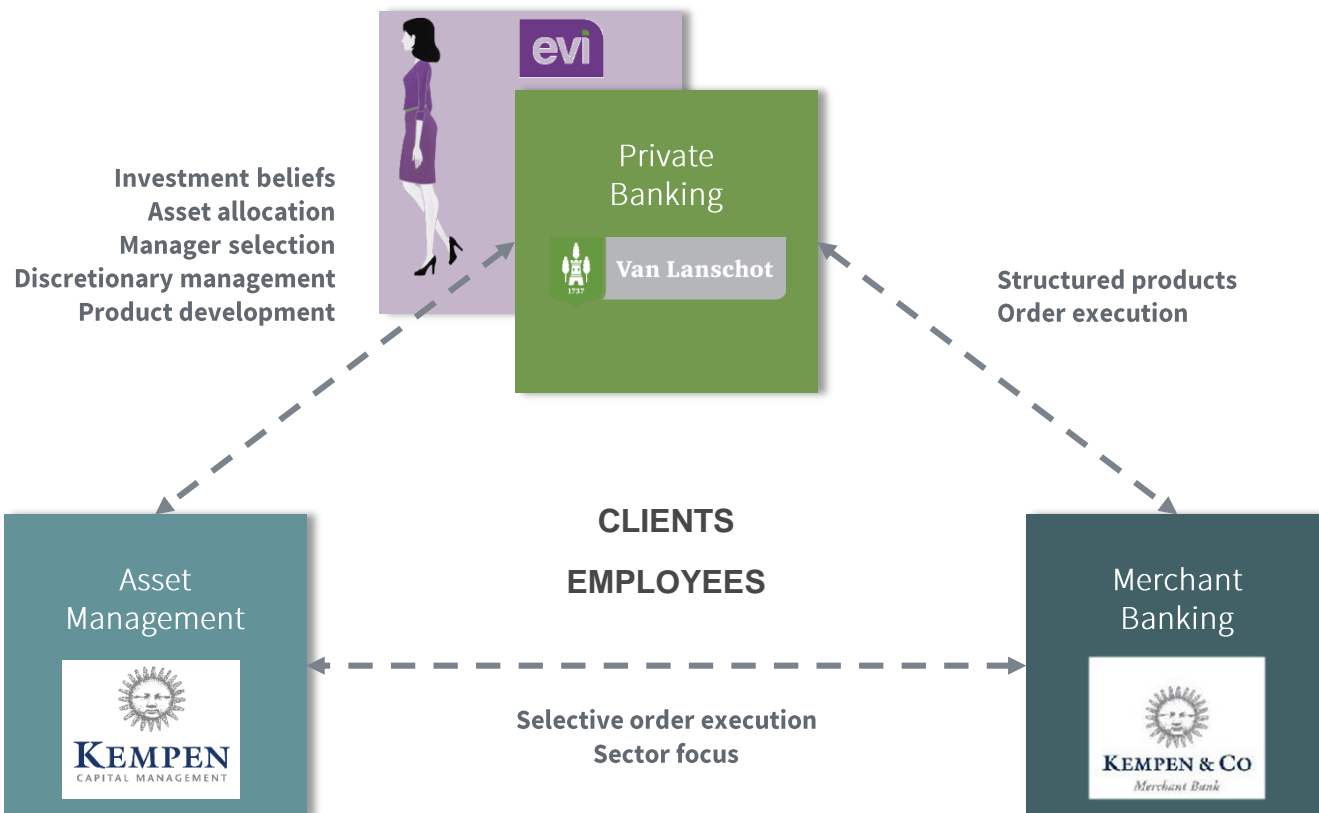 evi
Private
Banking
1737
Van Lanschot
Investment beliefs
Asset allocation
Manager selection
Discretionary management
Product development
Structured products
Order execution
CLIENTS
EMPLOYEES
Asset
Management
KEMPEN
CAPITAL MANAGEMENT
Selective order execution
Sector focus
Merchant
Banking
KEMPEN & CO
Merchant Bank